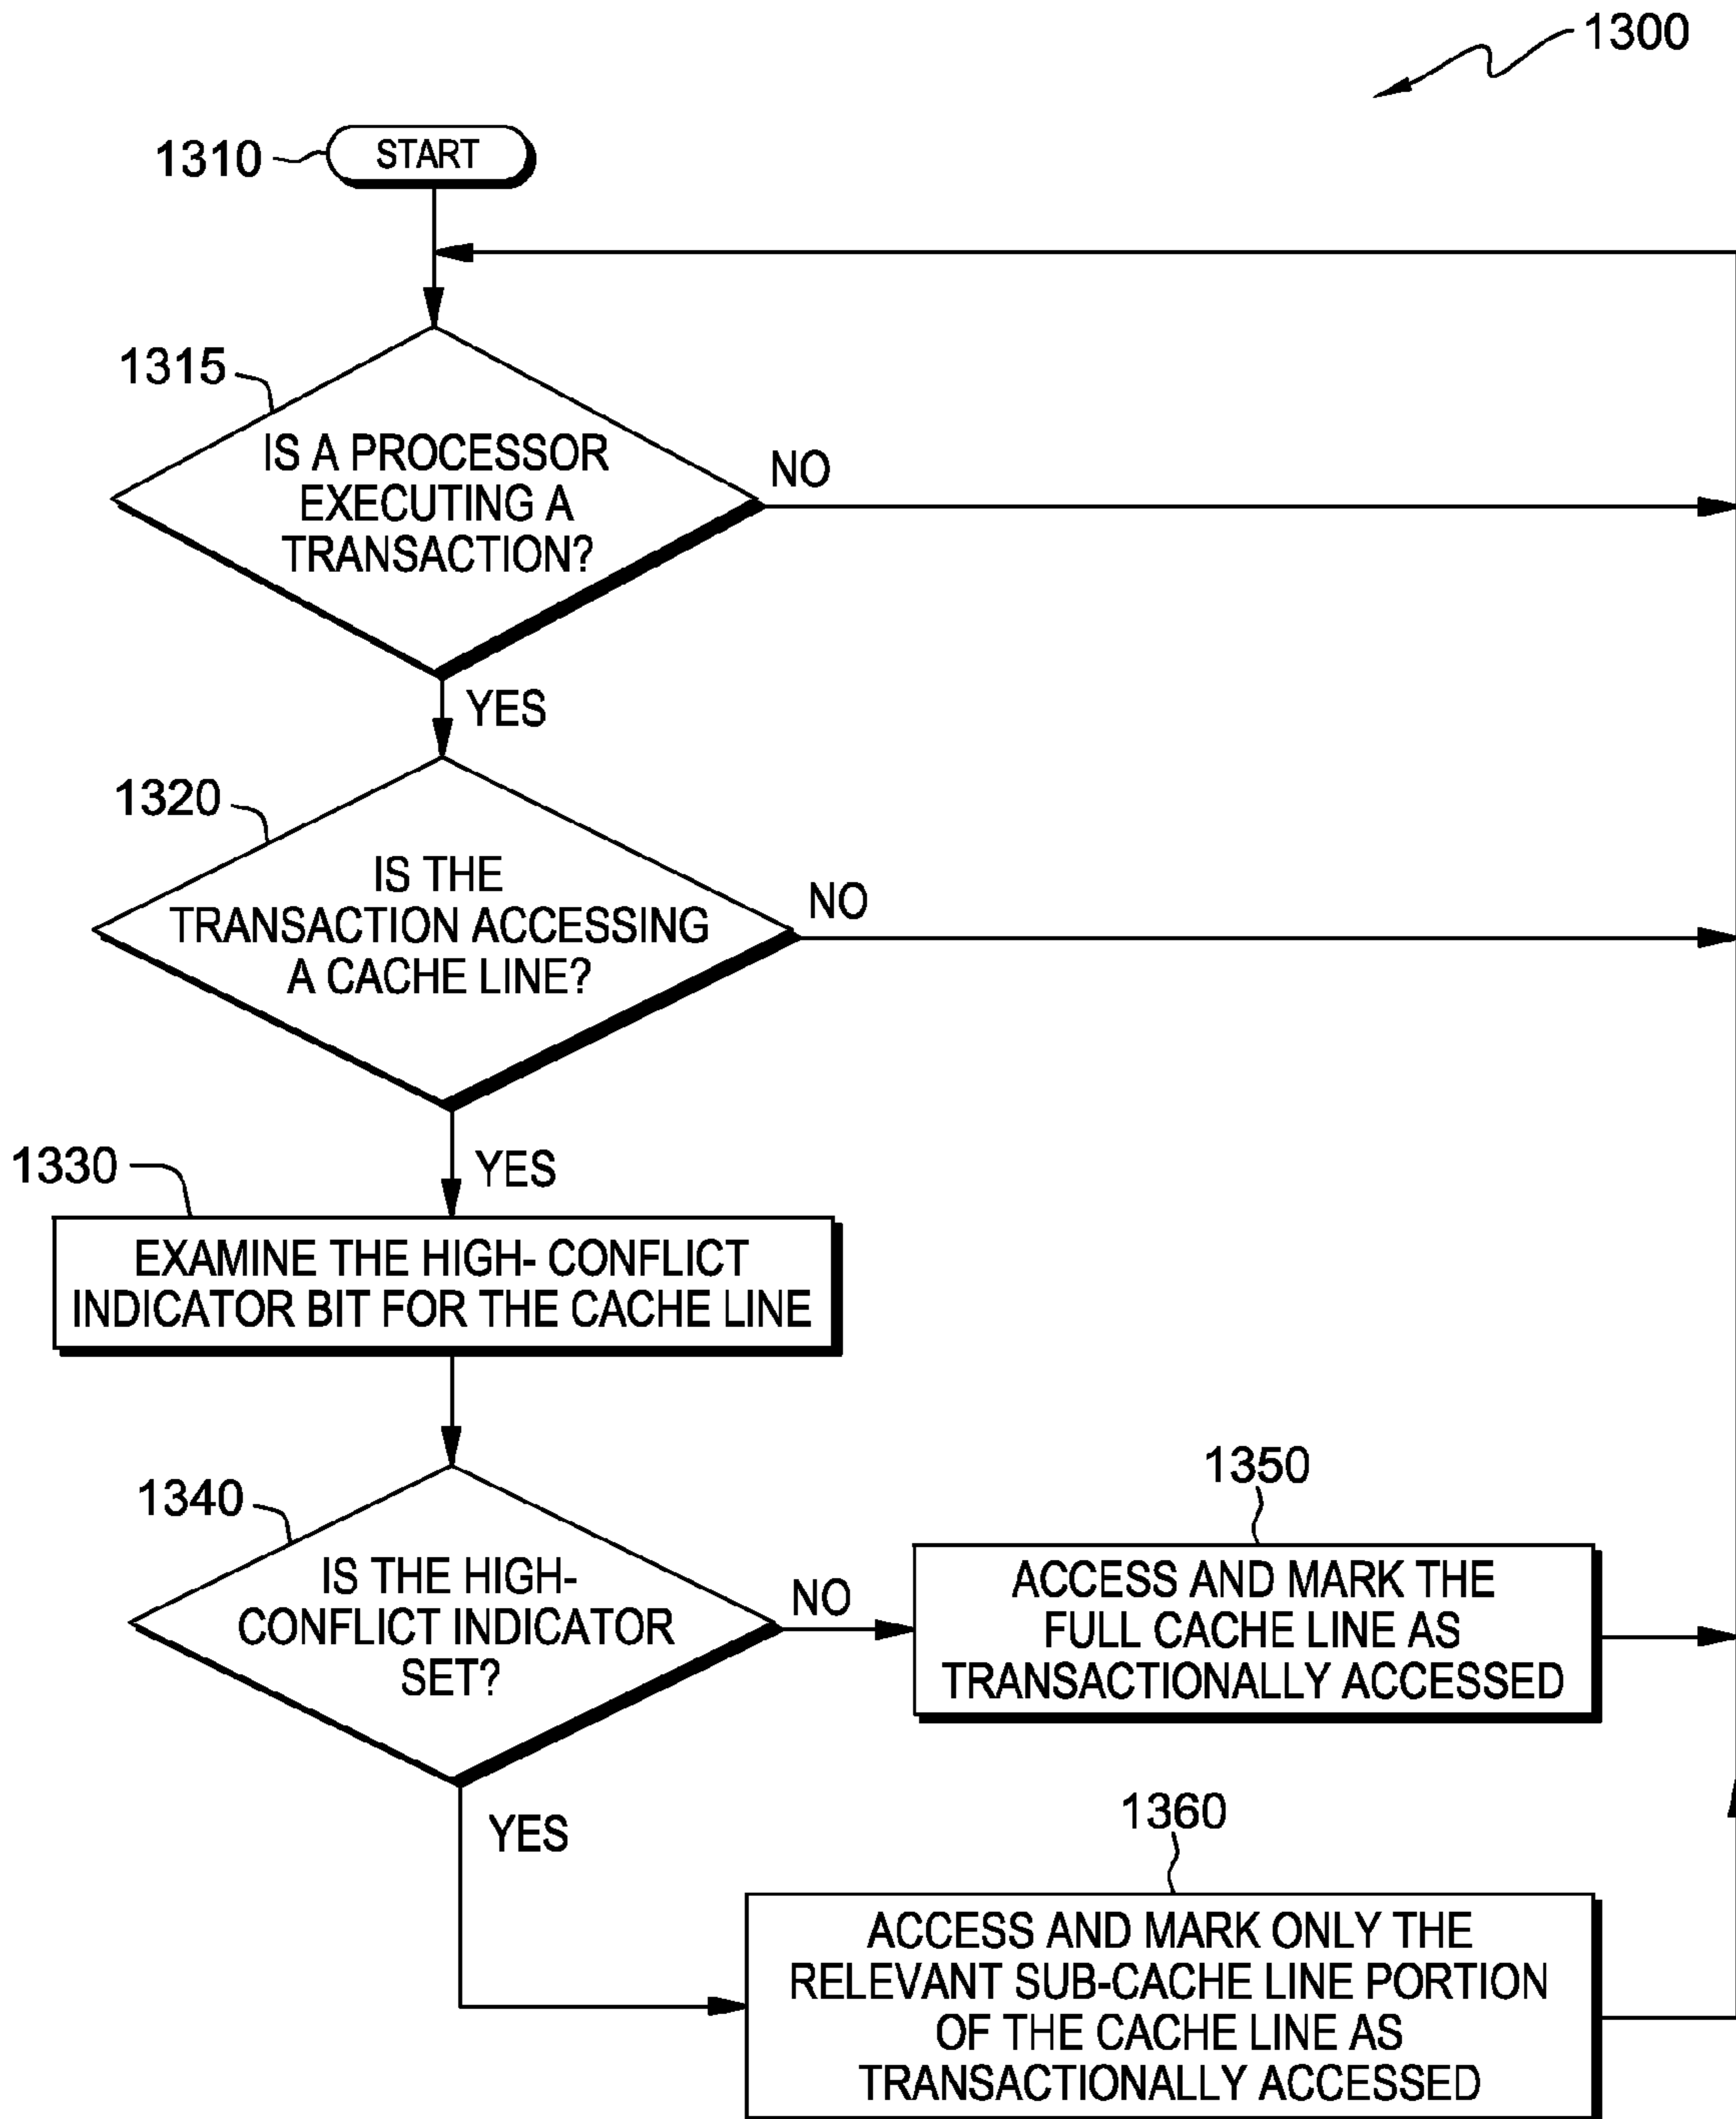 1300
1310
START
1315
IS A PROCESSOR
EXECUTING A
TRANSACTION?
NO
YES
1320
IS THE
TRANSACTION ACCESSING
A CACHE LINE?
NO
YES
1330
EXAMINE THE HIGH- CONFLICT
INDICATOR BIT FOR THE CACHE LINE
1340
IS THE HIGH-
CONFLICT INDICATOR
SET?
NO
1350
ACCESS AND MARK THE
FULL CACHE LINE AS
TRANSACTIONALLY ACCESSED
YES
1360
ACCESS AND MARK ONLY THE
RELEVANT SUB-CACHE LINE PORTION
OF THE CACHE LINE AS
TRANSACTIONALLY ACCESSED